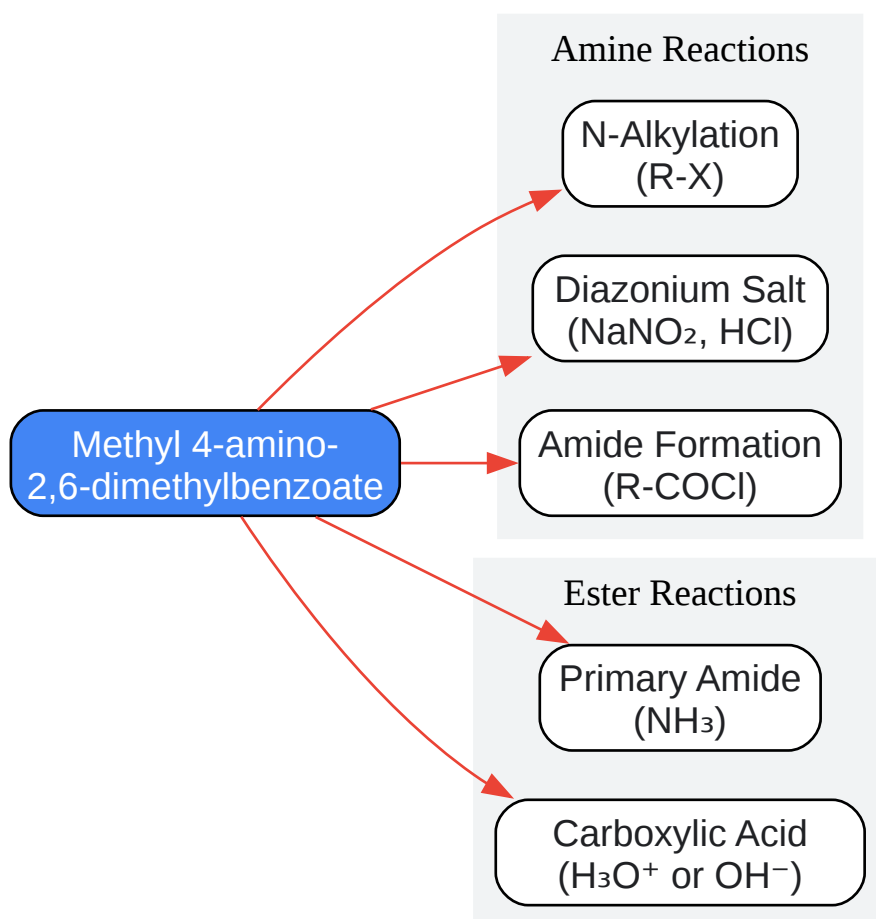 Amine Reactions
N-Alkylation
(R-X)
Diazonium Salt
(NaNO₂, HCl)
Amide Formation
(R-COCl)
Methyl 4-amino-
2,6-dimethylbenzoate
Ester Reactions
Primary Amide
(NH₃)
Carboxylic Acid
(H₃O⁺ or OH⁻)